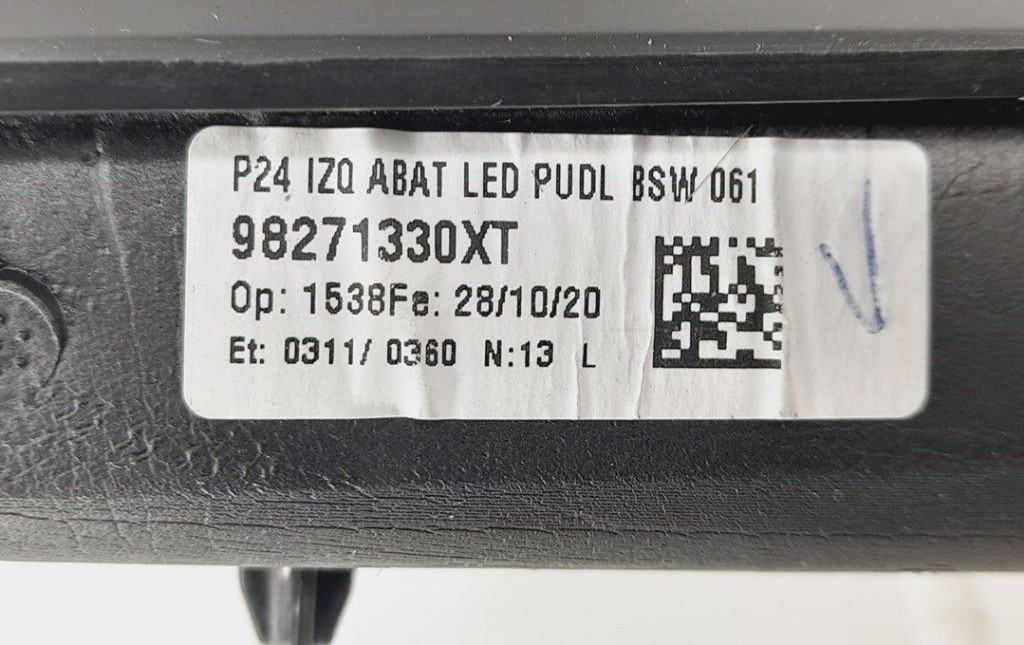 P24 IZQ ABAT LED PUDL BSW 061
98271330XT
Op: 1538Fe: 28/10/20
Et: 0311/ 0360 N:13 L